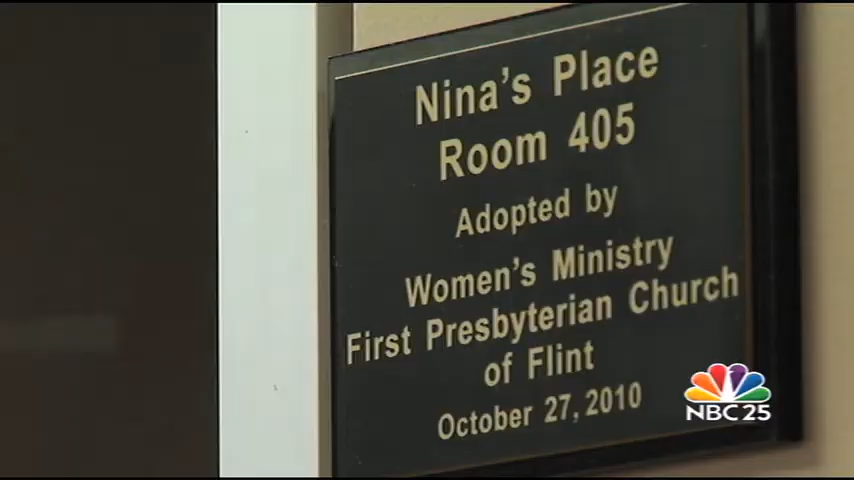 Nina's Place
Room 405
Adopted by
Women's Ministry
First Presbyterian Church
of Flint
October 27, 2010
NBC 25